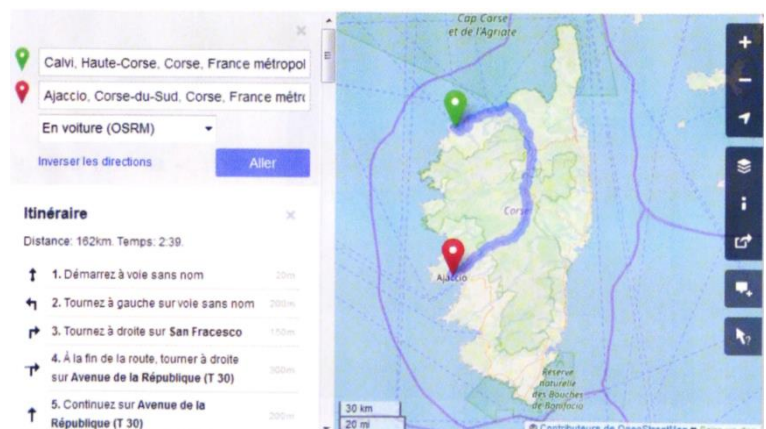 Calvi, Haute-Corse, Corse, France métropol
Ajaccio, Corse-du-Sud, Corse, France métr
En voiture (OSRM)
Inverser les directions
Aller
Itinéraire
Distance: 162km. Temps: 2:39.
1. Démarrez à voie sans nom 20m
2. Tournez à gauche sur voie sans nom 200m
3. Tournez à droite sur San Fracesco 150m
4. À la fin de la route, tourner à droite 300m
sur Avenue de la République (T 30)
5. Continuez sur Avenue de la 200m
République (T 30)
Cap Corse
et de l'Agriate
Corse
Ajaccio
Réserve
naturelle
des Bouches
de Bonifacio
30 km
20 mi
© Contributeurs de OpenStreetMap